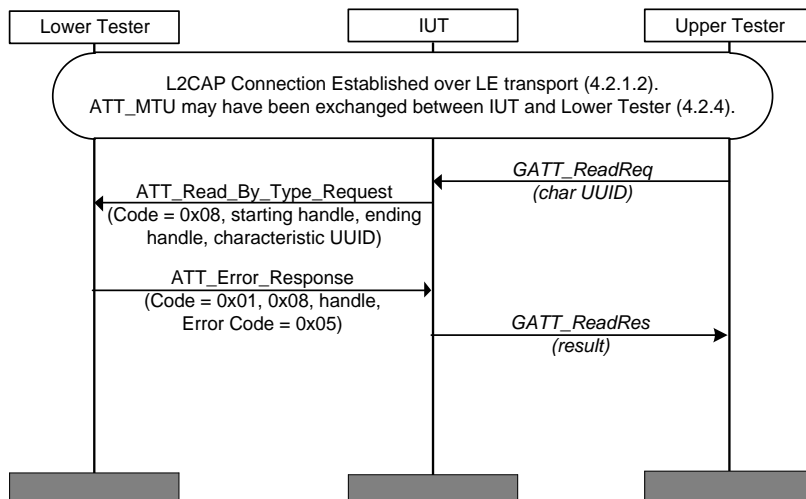 Lower Tester
IUT
Upper Tester
L2CAP Connection Established over LE transport (4.2.1.2).
ATT_MTU may have been exchanged between IUT and Lower Tester (4.2.4).
GATT_ReadReq
(char UUID)
ATT_Read_By_Type_Request
(Code = 0x08, starting handle, ending
handle, characteristic UUID)
ATT_Error_Response
(Code = 0x01, 0x08, handle,
Error Code = 0x05)
GATT_ReadRes
(result)